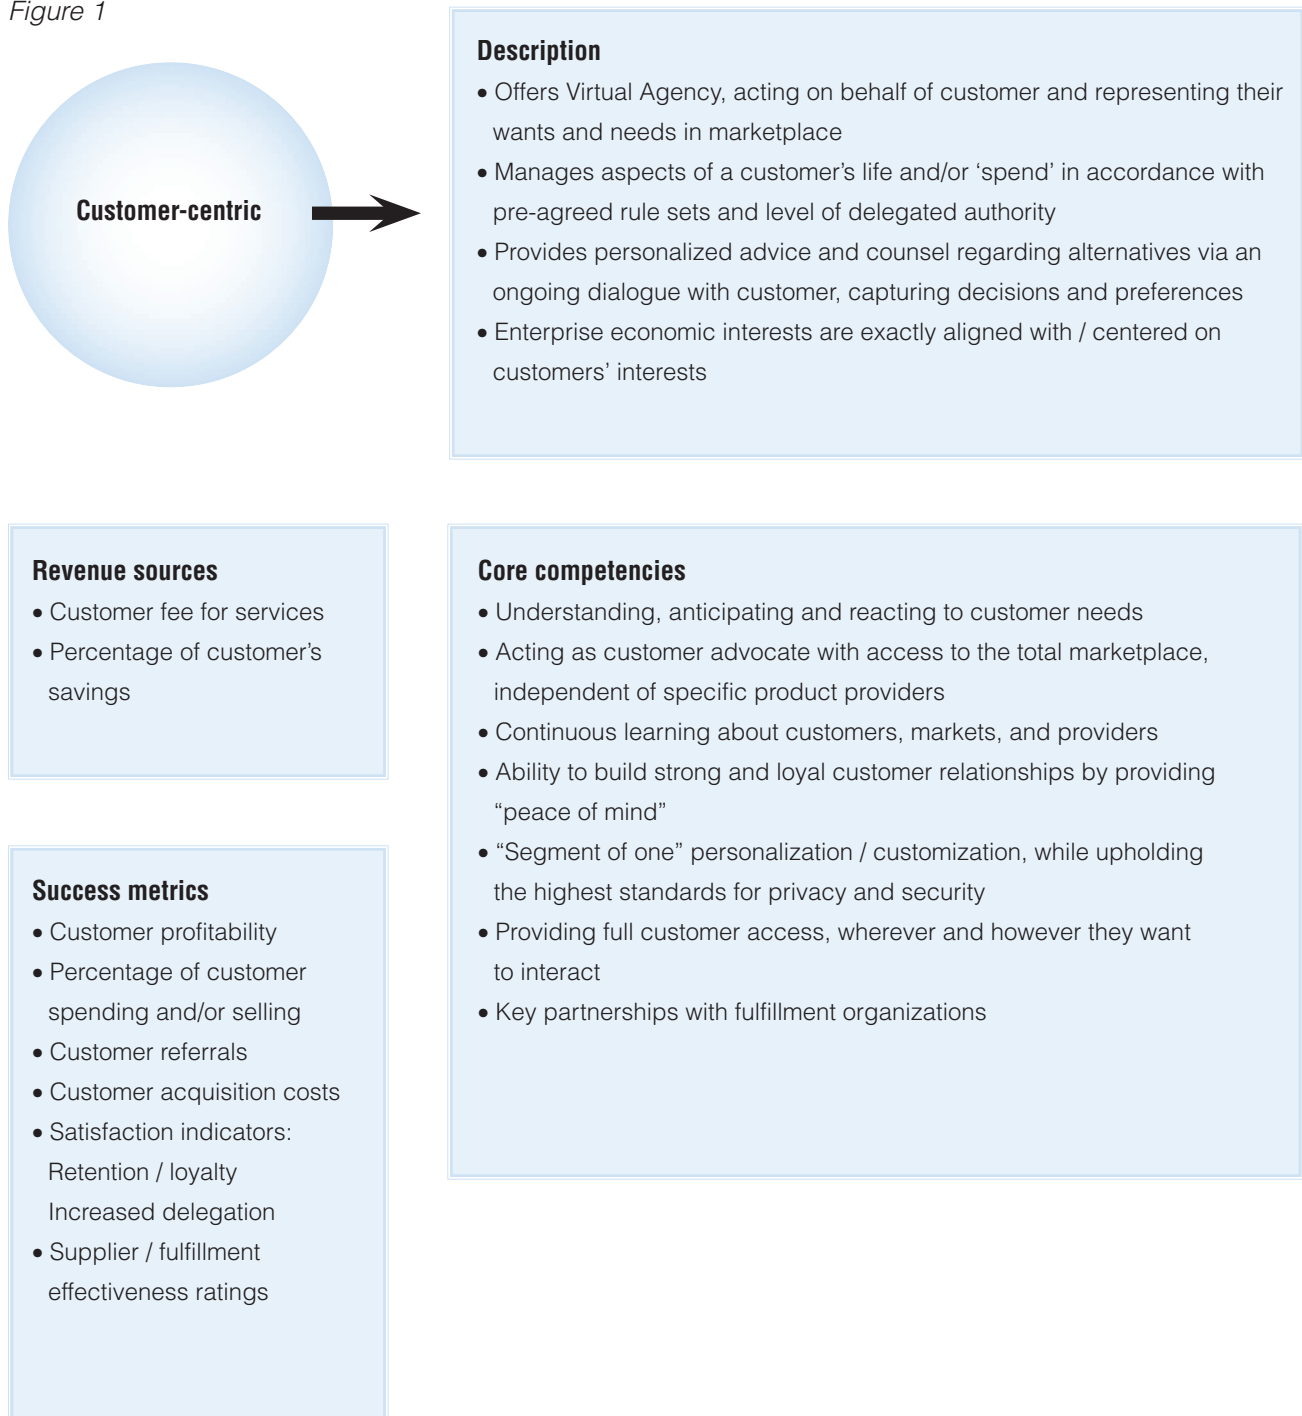 Figure 1
Customer-centric
Description
• Offers Virtual Agency, acting on behalf of customer and representing their
wants and needs in marketplace
• Manages aspects of a customer’s life and/or ‘spend’ in accordance with
pre-agreed rule sets and level of delegated authority
• Provides personalized advice and counsel regarding alternatives via an
ongoing dialogue with customer, capturing decisions and preferences
• Enterprise economic interests are exactly aligned with / centered on
customers’ interests
Revenue sources
• Customer fee for services
• Percentage of customer’s
savings
Success metrics
• Customer profitability
• Percentage of customer
spending and/or selling
• Customer referrals
• Customer acquisition costs
• Satisfaction indicators:
Retention / loyalty
Increased delegation
• Supplier / fulfillment
effectiveness ratings
Core competencies
• Understanding, anticipating and reacting to customer needs
• Acting as customer advocate with access to the total marketplace,
independent of specific product providers
• Continuous learning about customers, markets, and providers
• Ability to build strong and loyal customer relationships by providing
“peace of mind”
• “Segment of one” personalization / customization, while upholding
the highest standards for privacy and security
• Providing full customer access, wherever and however they want
to interact
• Key partnerships with fulfillment organizations